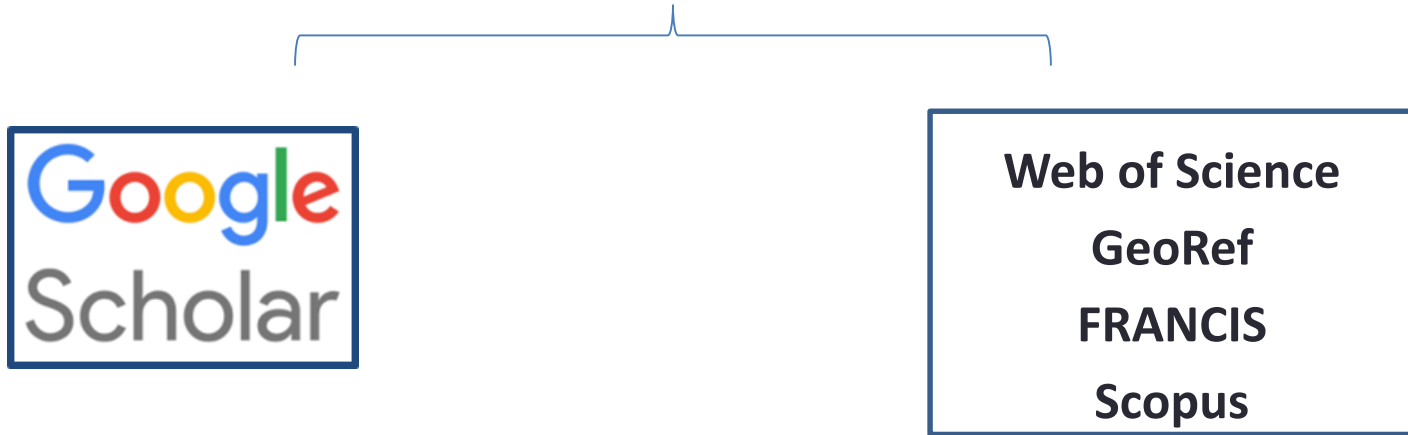 Google
Scholar
Web of Science
GeoRef
FRANCIS
Scopus